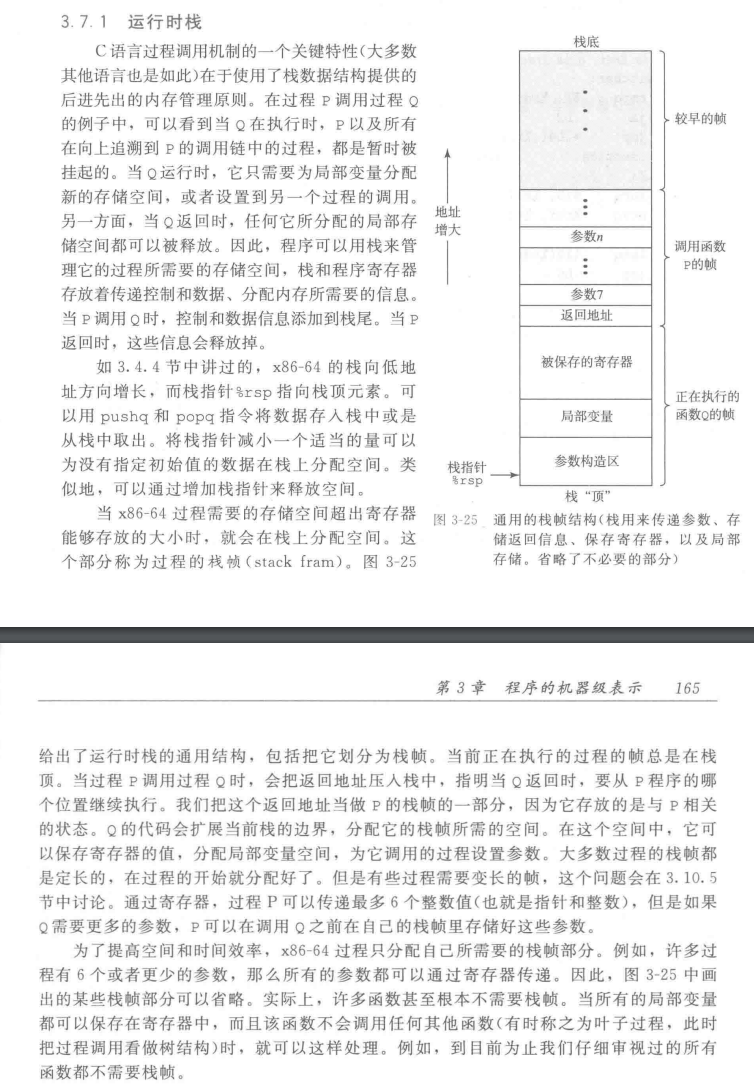 3.7.1 运行时栈
C语言过程调用机制的一个关键特性(大多数
其他语言也是如此)在于使用了栈数据结构提供的
后进先出的内存管理原则。在过程 P 调用过程 Q
的例子中，可以看到当 Q 在执行时，P 以及所有
在向上追溯到 P 的调用链中的过程，都是暂时被
挂起的。当 Q 运行时，它只需要为局部变量分配
新的存储空间，或者设置到另一个过程的调用。
另一方面，当 Q 返回时，任何它所分配的局部存
储空间都可以被释放。因此，程序可以用栈来管
理它的过程所需要的存储空间，栈和程序寄存器
存放着传递控制和数据、分配内存所需要的信息。
当 P 调用 Q 时，控制和数据信息添加到栈尾。当 P
返回时，这些信息会释放掉。
如 3.4.4 节中讲过的，x86-64 的栈向低地
址方向增长，而栈指针 %rsp 指向栈顶元素。可
以用 pushq 和 popq 指令将数据存入栈中或是
从栈中取出。将栈指针减小一个适当的量可以
为没有指定初始值的数据在栈上分配空间。类
似地，可以通过增加栈指针来释放空间。
当 x86-64 过程需要的存储空间超出寄存器
能够存放的大小时，就会在栈上分配空间。这
个部分称为过程的栈帧(stack fram)。图 3-25
栈底
较早的帧
地址
增大
参数n
调用函数
P的帧
参数7
返回地址
被保存的寄存器
正在执行的
函数Q的帧
局部变量
参数构造区
栈指针
%rsp
栈“顶”
图 3-25 通用的栈帧结构(栈用来传递参数、存
储返回信息、保存寄存器，以及局部
存储。省略了不必要的部分)
第 3 章 程序的机器级表示 165
给出了运行时栈的通用结构，包括把它划分为栈帧。当前正在执行的过程的帧总是在栈
顶。当过程 P 调用过程 Q 时，会把返回地址压入栈中，指明当 Q 返回时，要从 P 程序的哪
个位置继续执行。我们把这个返回地址当做 P 的栈帧的一部分，因为它存放的是与 P 相关
的状态。Q 的代码会扩展当前栈的边界，分配它的栈帧所需的空间。在这个空间中，它可
以保存寄存器的值，分配局部变量空间，为它调用的过程设置参数。大多数过程的栈帧都
是定长的，在过程的开始就分配好了。但是有些过程需要变长的帧，这个问题会在 3.10.5
节中讨论。通过寄存器，过程 P 可以传递最多 6 个整数值(也就是指针和整数)，但是如果
Q 需要更多的参数，P 可以在调用 Q 之前在自己的栈帧里存储好这些参数。
为了提高空间和时间效率，x86-64 过程只分配自己所需要的栈帧部分。例如，许多过
程有 6 个或者更少的参数，那么所有的参数都可以通过寄存器传递。因此，图 3-25 中画
出的某些栈帧部分可以省略。实际上，许多函数甚至根本不需要栈帧。当所有的局部变量
都可以保存在寄存器中，而且该函数不会调用任何其他函数(有时称之为叶子过程，此时
把过程调用看做树结构)时，就可以这样处理。例如，到目前为止我们仔细审视过的所有
函数都不需要栈帧。